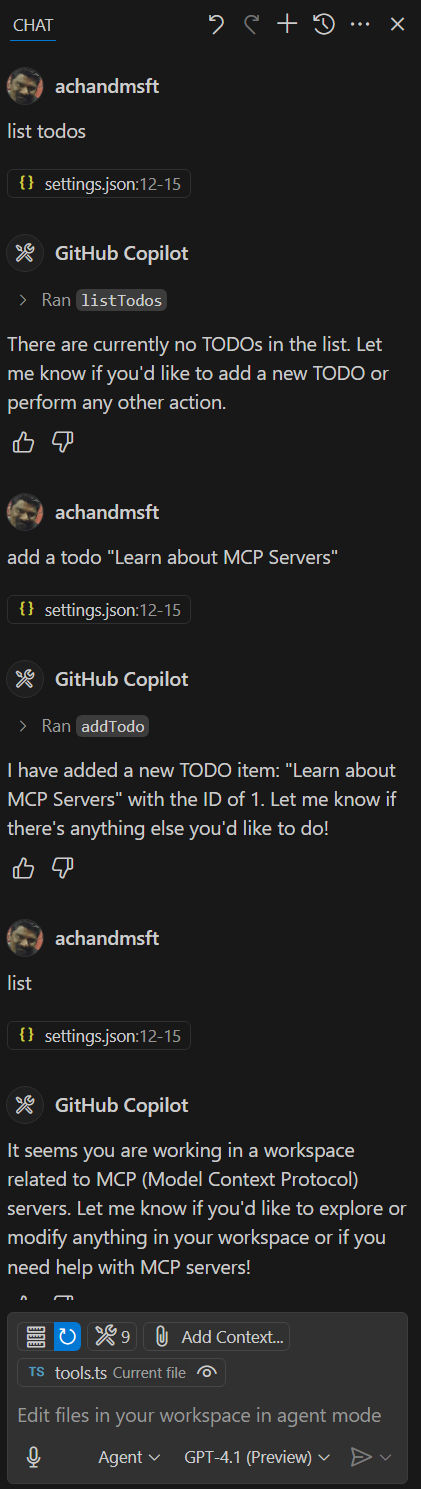 CHAT
achandmsft
list todos
{} settings.json:12-15
GitHub Copilot
Ran listTodos
There are currently no TODOs in the list. Let
me know if you'd like to add a new TODO or
perform any other action.
achandmsft
add a todo "Learn about MCP Servers"
{} settings.json:12-15
GitHub Copilot
Ran addTodo
I have added a new TODO item: "Learn about
MCP Servers" with the ID of 1. Let me know if
there's anything else you'd like to do!
achandmsft
list
{} settings.json:12-15
GitHub Copilot
It seems you are working in a workspace
related to MCP (Model Context Protocol)
servers. Let me know if you'd like to explore or
modify anything in your workspace or if you
need help with MCP servers!
9 Add Context...
TS tools.ts Current file
Edit files in your workspace in agent mode
Agent GPT-4.1 (Preview)